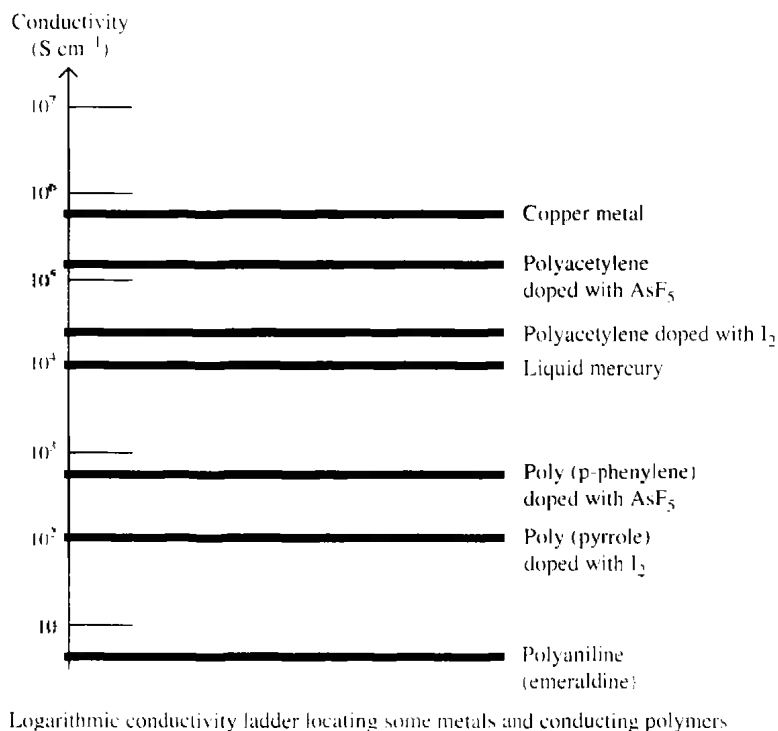 Conductivity
(S cm⁻¹)
10⁷
10⁶
Copper metal
Polyacetylene
doped with AsF₅
10⁵
Polyacetylene doped with I₂
10⁴
Liquid mercury
10³
Poly (p-phenylene)
doped with AsF₅
10²
Poly (pyrrole)
doped with I₂
10
Polyaniline
(emeraldine)
Logarithmic conductivity ladder locating some metals and conducting polymers